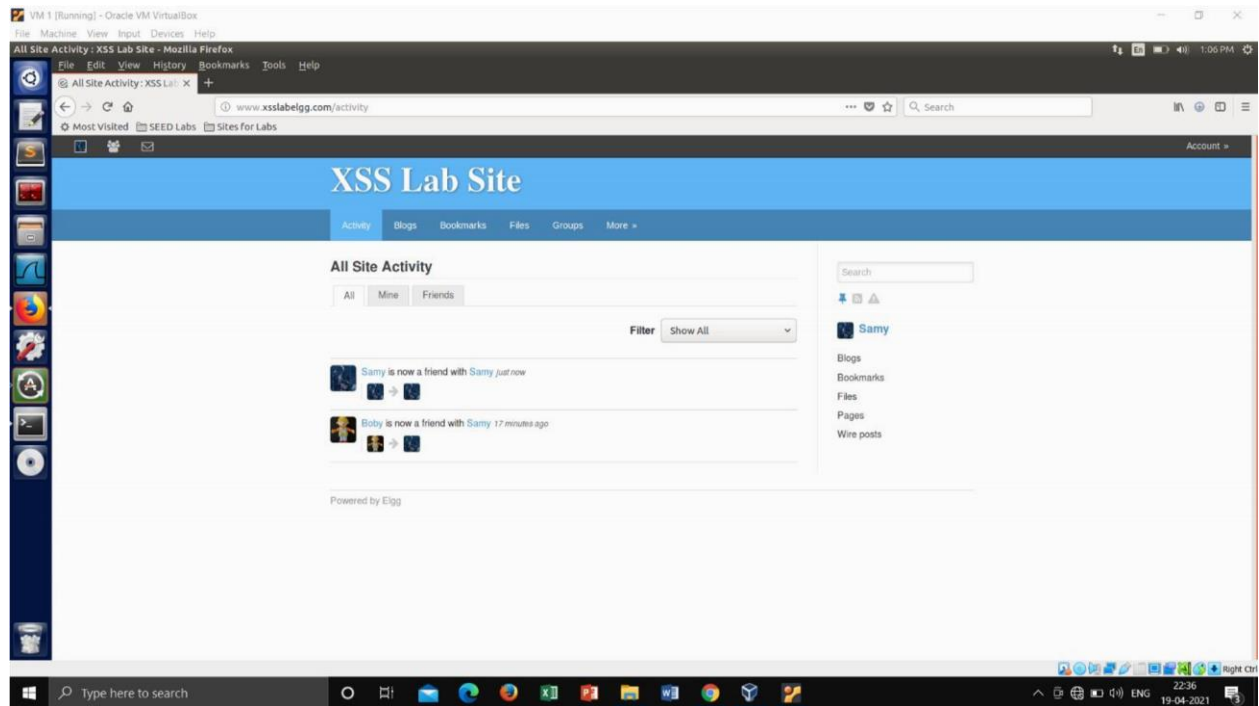 VM 1 [Running] - Oracle VM VirtualBox
File Machine View Input Devices Help
All Site Activity : XSS Lab Site - Mozilla Firefox
En 1:06 PM
File Edit View History Bookmarks Tools Help
All Site Activity : XSS Lab × +
www.xsslabelgg.com/activity
Search
Most Visited SEED Labs Sites for Labs
Account »
XSS Lab Site
Activity Blogs Bookmarks Files Groups More »
All Site Activity
Search
All Mine Friends
Filter Show All
Samy
Samy is now a friend with Samy just now
Blogs
Bookmarks
Files
Boby is now a friend with Samy 17 minutes ago
Pages
Wire posts
Powered by Elgg
Right Ctrl
Type here to search
ENG
22:36
19-04-2021
3